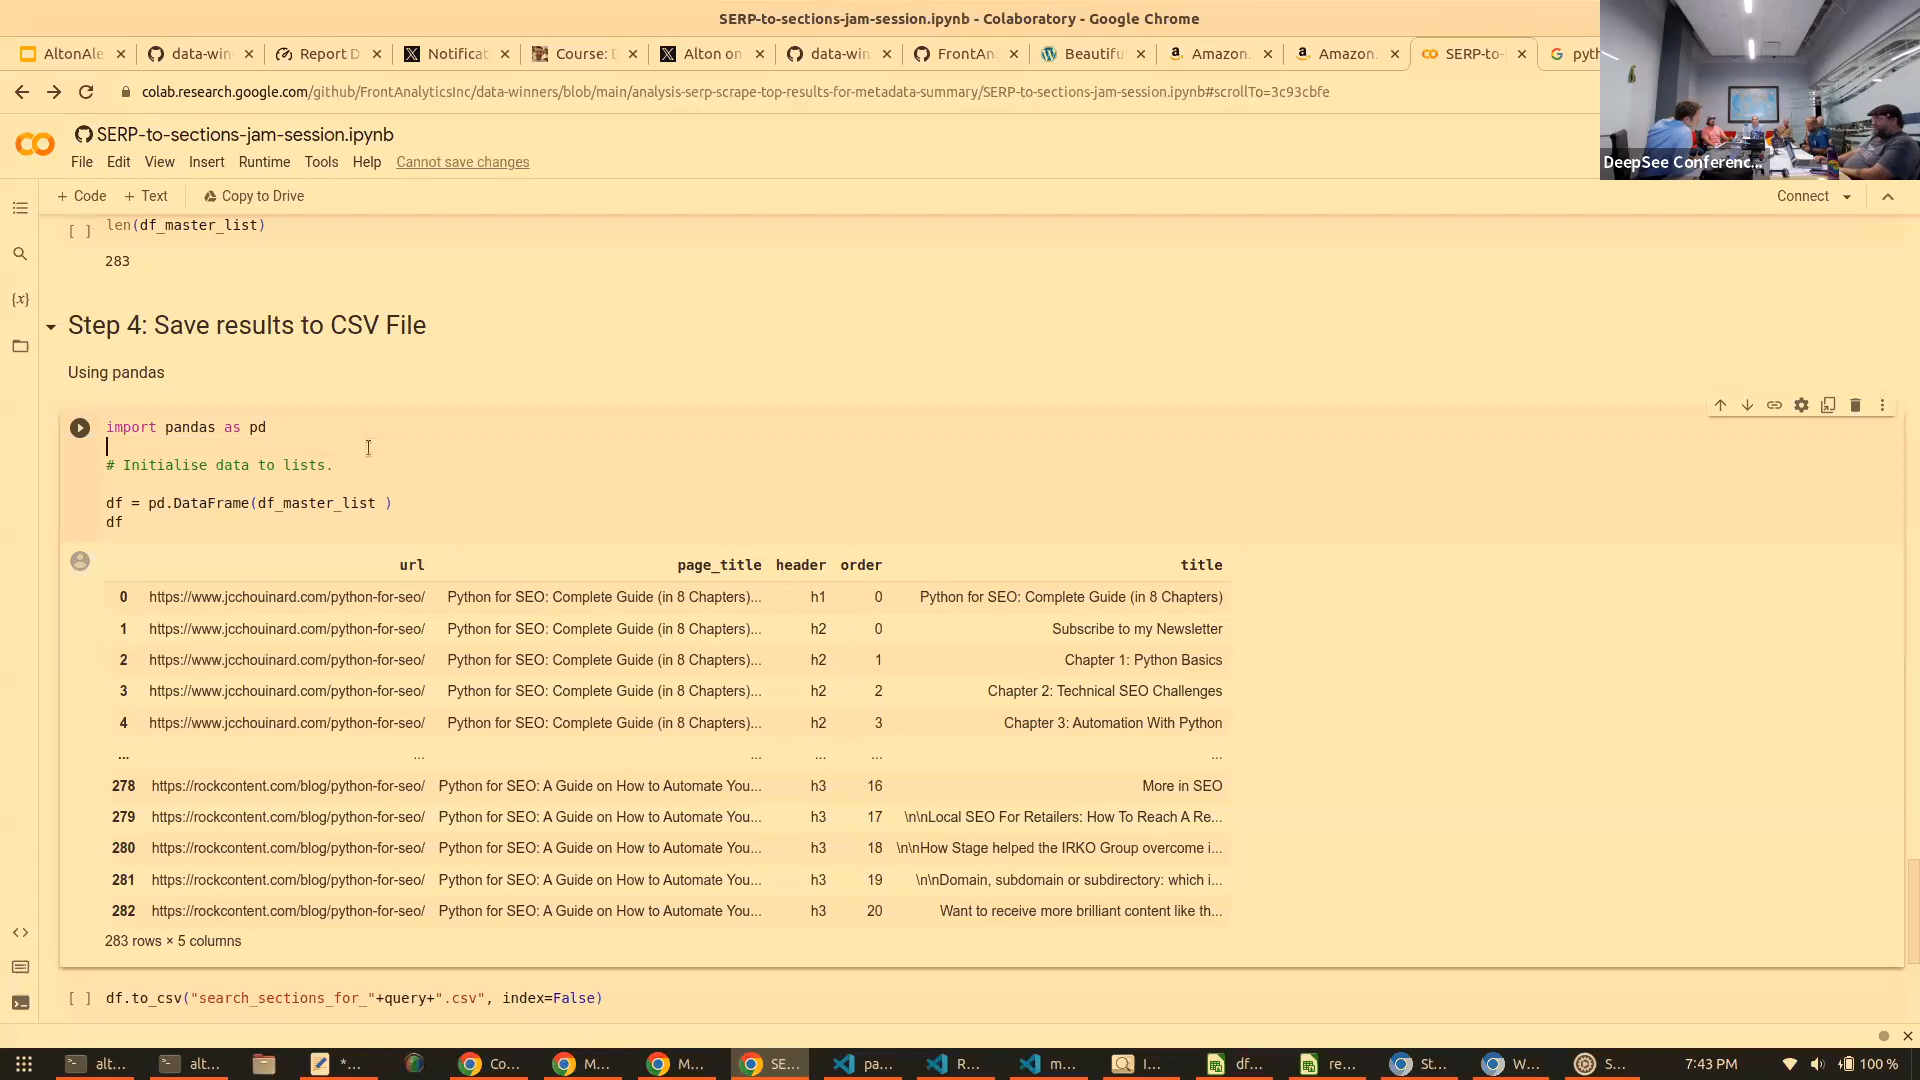 SERP-to-sections-jam-session.ipynb - Colaboratory - Google Chrome
AltonAle
data-win
Report D
Notificat
Course: D
Alton on
data-win
FrontAn
Beautiful
Amazon.
Amazon.
SERP-to-
pyth
colab.research.google.com/github/FrontAnalyticsInc/data-winners/blob/main/analysis-serp-scrape-top-results-for-metadata-summary/SERP-to-sections-jam-session.ipynb#scrollTo=3c93cbfe
DeepSee Conferenc...
SERP-to-sections-jam-session.ipynb
File Edit View Insert Runtime Tools Help Cannot save changes
+ Code + Text Copy to Drive Connect
[ ] len(df_master_list)
283
Step 4: Save results to CSV File
Using pandas
import pandas as pd
# Initialise data to lists.
df = pd.DataFrame(df_master_list )
df
url page_title header order title
0 https://www.jcchouinard.com/python-for-seo/ Python for SEO: Complete Guide (in 8 Chapters)... h1 0 Python for SEO: Complete Guide (in 8 Chapters)
1 https://www.jcchouinard.com/python-for-seo/ Python for SEO: Complete Guide (in 8 Chapters)... h2 0 Subscribe to my Newsletter
2 https://www.jcchouinard.com/python-for-seo/ Python for SEO: Complete Guide (in 8 Chapters)... h2 1 Chapter 1: Python Basics
3 https://www.jcchouinard.com/python-for-seo/ Python for SEO: Complete Guide (in 8 Chapters)... h2 2 Chapter 2: Technical SEO Challenges
4 https://www.jcchouinard.com/python-for-seo/ Python for SEO: Complete Guide (in 8 Chapters)... h2 3 Chapter 3: Automation With Python
... ... ... ... ... ...
278 https://rockcontent.com/blog/python-for-seo/ Python for SEO: A Guide on How to Automate You... h3 16 More in SEO
279 https://rockcontent.com/blog/python-for-seo/ Python for SEO: A Guide on How to Automate You... h3 17 \n\nLocal SEO For Retailers: How To Reach A Re...
280 https://rockcontent.com/blog/python-for-seo/ Python for SEO: A Guide on How to Automate You... h3 18 \n\nHow Stage helped the IRKO Group overcome i...
281 https://rockcontent.com/blog/python-for-seo/ Python for SEO: A Guide on How to Automate You... h3 19 \n\nDomain, subdomain or subdirectory: which i...
282 https://rockcontent.com/blog/python-for-seo/ Python for SEO: A Guide on How to Automate You... h3 20 Want to receive more brilliant content like th...
283 rows × 5 columns
[ ] df.to_csv("search_sections_for_"+query+".csv", index=False)
alt... alt... *... Co... M... M... SE... pa... R... m... I... df... re... St... W... S... 7:43 PM 100 %